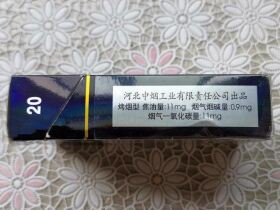 20
河北中烟工业有限责任公司出品
烤烟型 焦油量:11mg 烟气烟碱量:0.9mg
烟气一氧化碳量:11mg